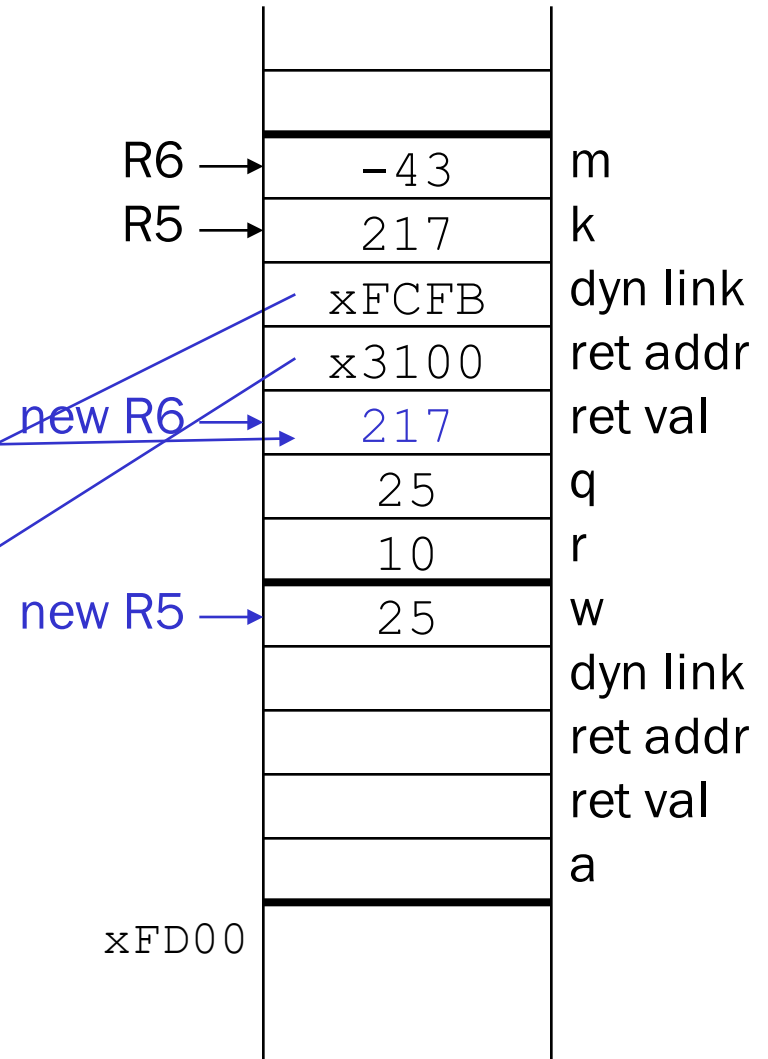 R6 -43 m
R5 217 k
xFCFB dyn link
x3100 ret addr
new R6 217 ret val
25 q
10 r
new R5 25 w
dyn link
ret addr
ret val
a
xFD00